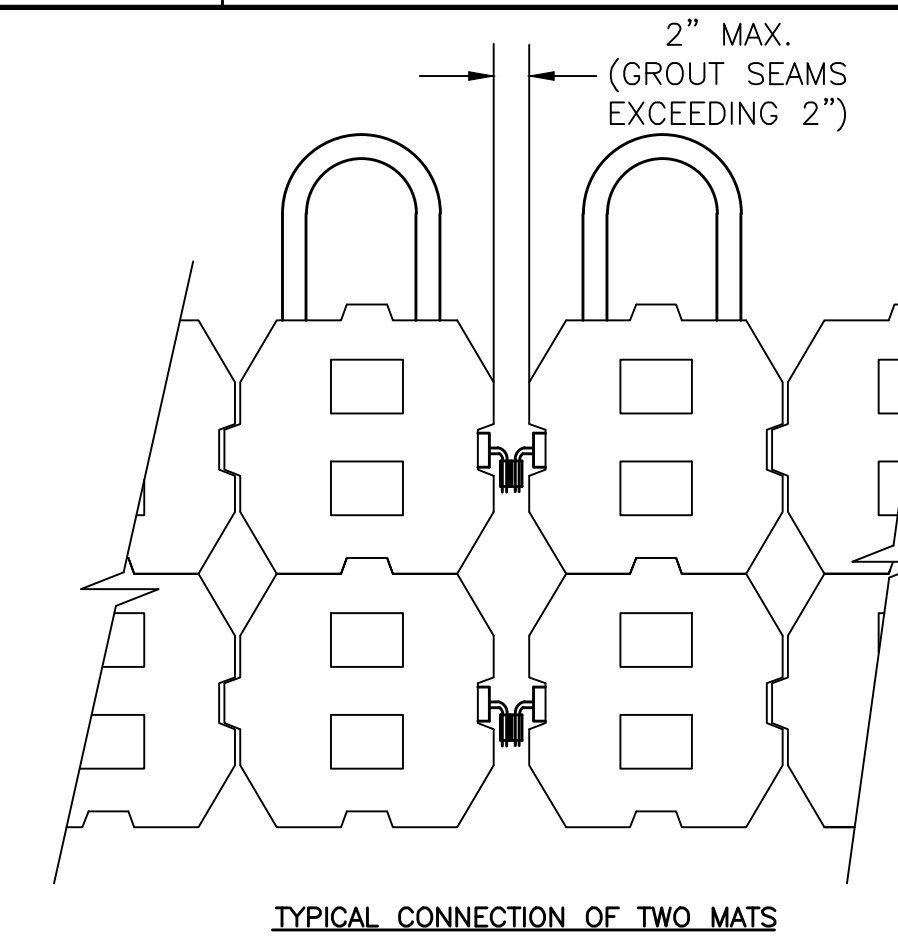 2” MAX.
(GROUT SEAMS
EXCEEDING 2”)
TYPICAL CONNECTION OF TWO MATS